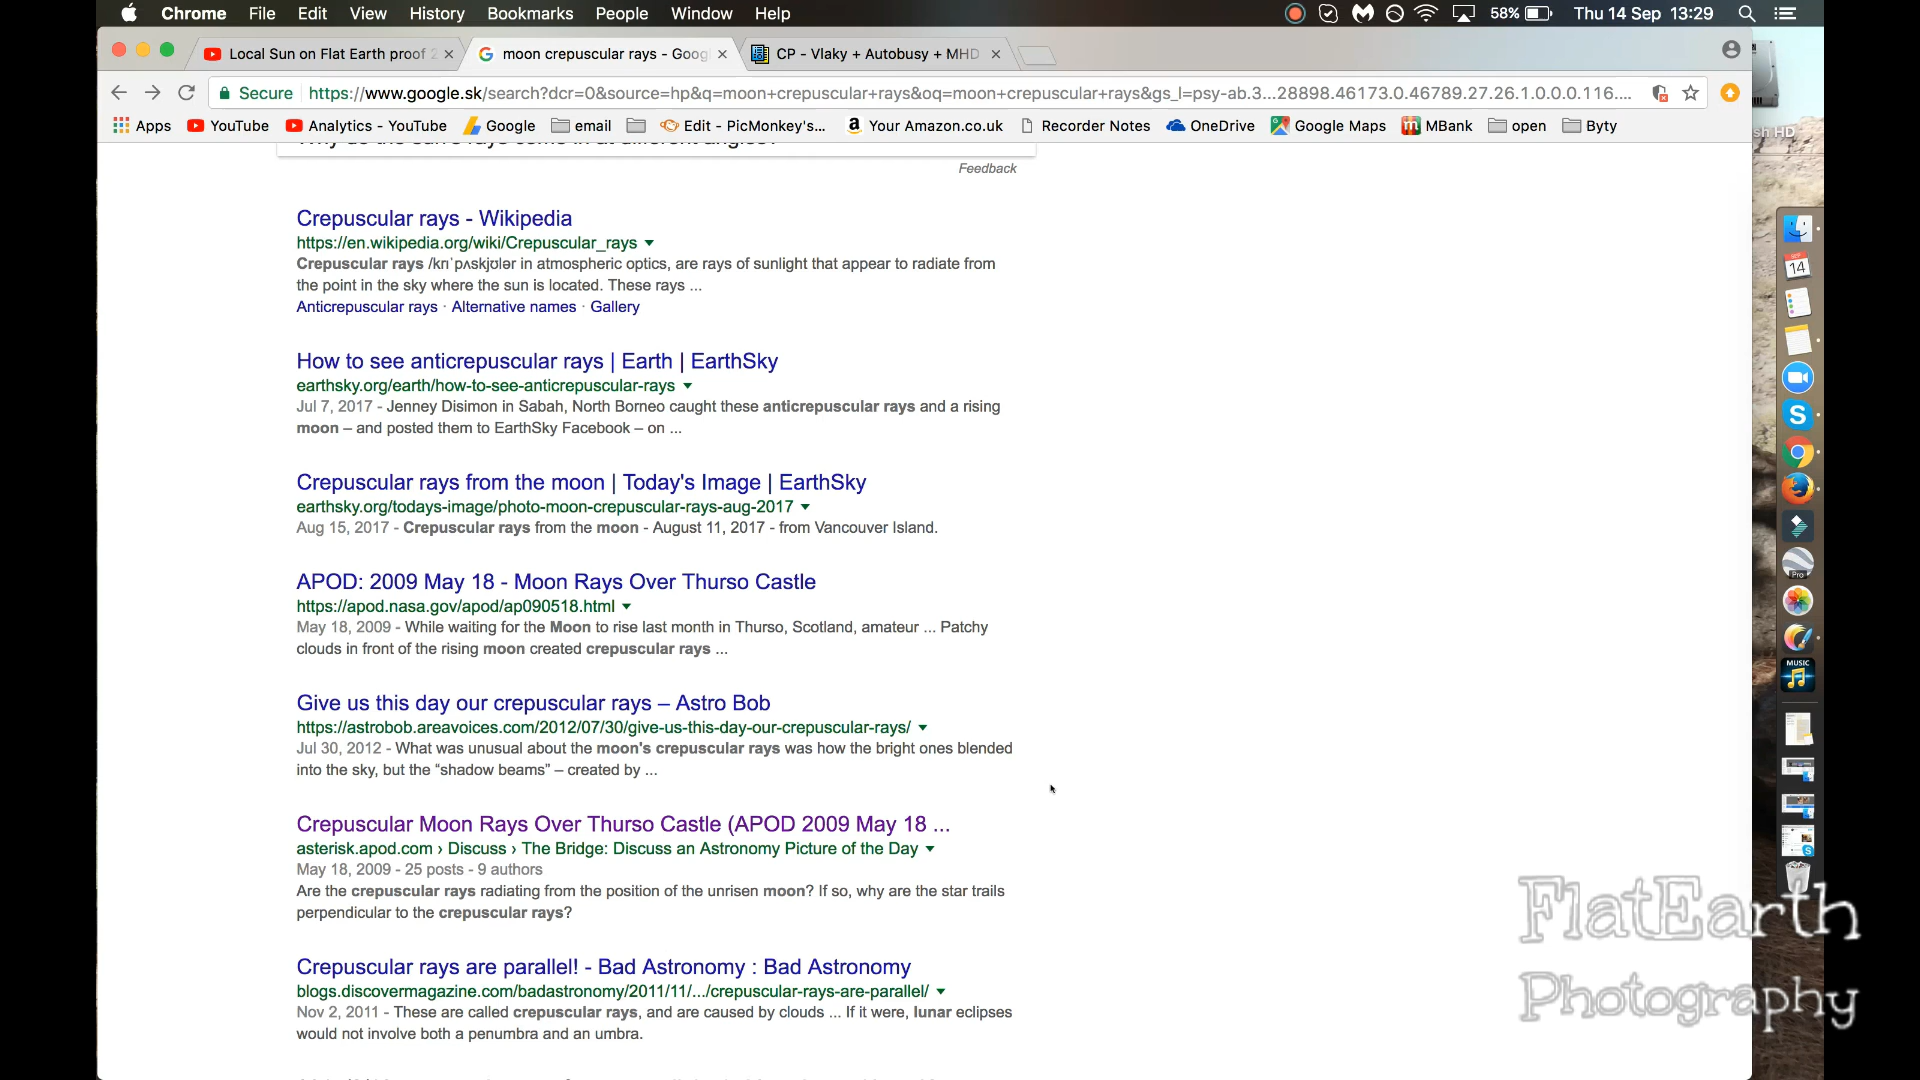 Chrome File Edit View History Bookmarks People Window Help 58% Thu 14 Sep 13:29
Local Sun on Flat Earth proof 2 moon crepuscular rays - Goog CP - Vlaky + Autobusy + MHD
Secure https://www.google.sk/search?dcr=0&source=hp&q=moon+crepuscular+rays&oq=moon+crepuscular+rays&gs_l=psy-ab.3...28898.46173.0.46789.27.26.1.0.0.0.116....
Apps YouTube Analytics - YouTube Google email Edit - PicMonkey's... Your Amazon.co.uk Recorder Notes OneDrive Google Maps MBank open Byty
Why do the sun's rays come in at different angles?
Feedback
Crepuscular rays - Wikipedia
https://en.wikipedia.org/wiki/Crepuscular_rays
Crepuscular rays /krɪˈpʌskjʊlər in atmospheric optics, are rays of sunlight that appear to radiate from
the point in the sky where the sun is located. These rays ...
Anticrepuscular rays · Alternative names · Gallery
How to see anticrepuscular rays | Earth | EarthSky
earthsky.org/earth/how-to-see-anticrepuscular-rays
Jul 7, 2017 - Jenney Disimon in Sabah, North Borneo caught these anticrepuscular rays and a rising
moon – and posted them to EarthSky Facebook – on ...
Crepuscular rays from the moon | Today's Image | EarthSky
earthsky.org/todays-image/photo-moon-crepuscular-rays-aug-2017
Aug 15, 2017 - Crepuscular rays from the moon - August 11, 2017 - from Vancouver Island.
APOD: 2009 May 18 - Moon Rays Over Thurso Castle
https://apod.nasa.gov/apod/ap090518.html
May 18, 2009 - While waiting for the Moon to rise last month in Thurso, Scotland, amateur ... Patchy
clouds in front of the rising moon created crepuscular rays ...
Give us this day our crepuscular rays – Astro Bob
https://astrobob.areavoices.com/2012/07/30/give-us-this-day-our-crepuscular-rays/
Jul 30, 2012 - What was unusual about the moon's crepuscular rays was how the bright ones blended
into the sky, but the “shadow beams” – created by ...
Crepuscular Moon Rays Over Thurso Castle (APOD 2009 May 18 ...
asterisk.apod.com › Discuss › The Bridge: Discuss an Astronomy Picture of the Day
May 18, 2009 - 25 posts - 9 authors
Are the crepuscular rays radiating from the position of the unrisen moon? If so, why are the star trails
perpendicular to the crepuscular rays?
Crepuscular rays are parallel! - Bad Astronomy : Bad Astronomy
blogs.discovermagazine.com/badastronomy/2011/11/.../crepuscular-rays-are-parallel/
Nov 2, 2011 - These are called crepuscular rays, and are caused by clouds ... If it were, lunar eclipses
would not involve both a penumbra and an umbra.
sh HD
14
Pro
MUSIC
FlatEarth
Photography